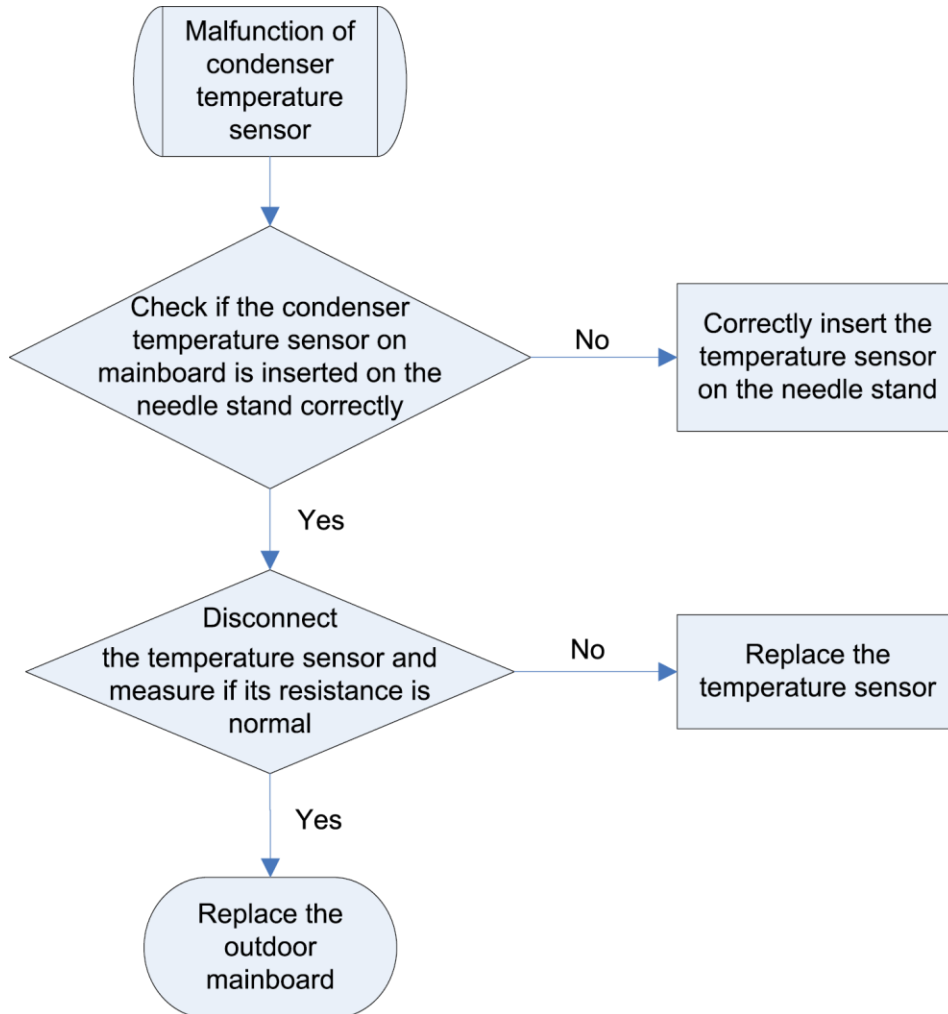 Malfunction of
condenser
temperature
sensor
Check if the condenser
temperature sensor on
mainboard is inserted on the
needle stand correctly
No
Correctly insert the
temperature sensor
on the needle stand
Yes
Disconnect
the temperature sensor and
measure if its resistance is
normal
No
Replace the
temperature sensor
Yes
Replace the
outdoor
mainboard